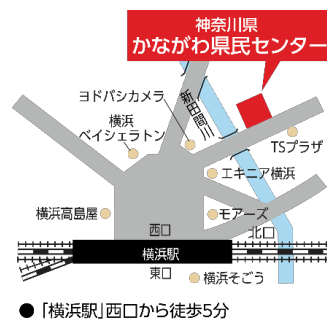 神奈川県
かながわ県民センター
ヨドバシカメラ
新田間川
横浜
ベイシェラトン
TSプラザ
エキニア横浜
横浜高島屋
モアーズ
西口
北口
横浜駅
東口
横浜そごう
● 「横浜駅」西口から徒歩5分